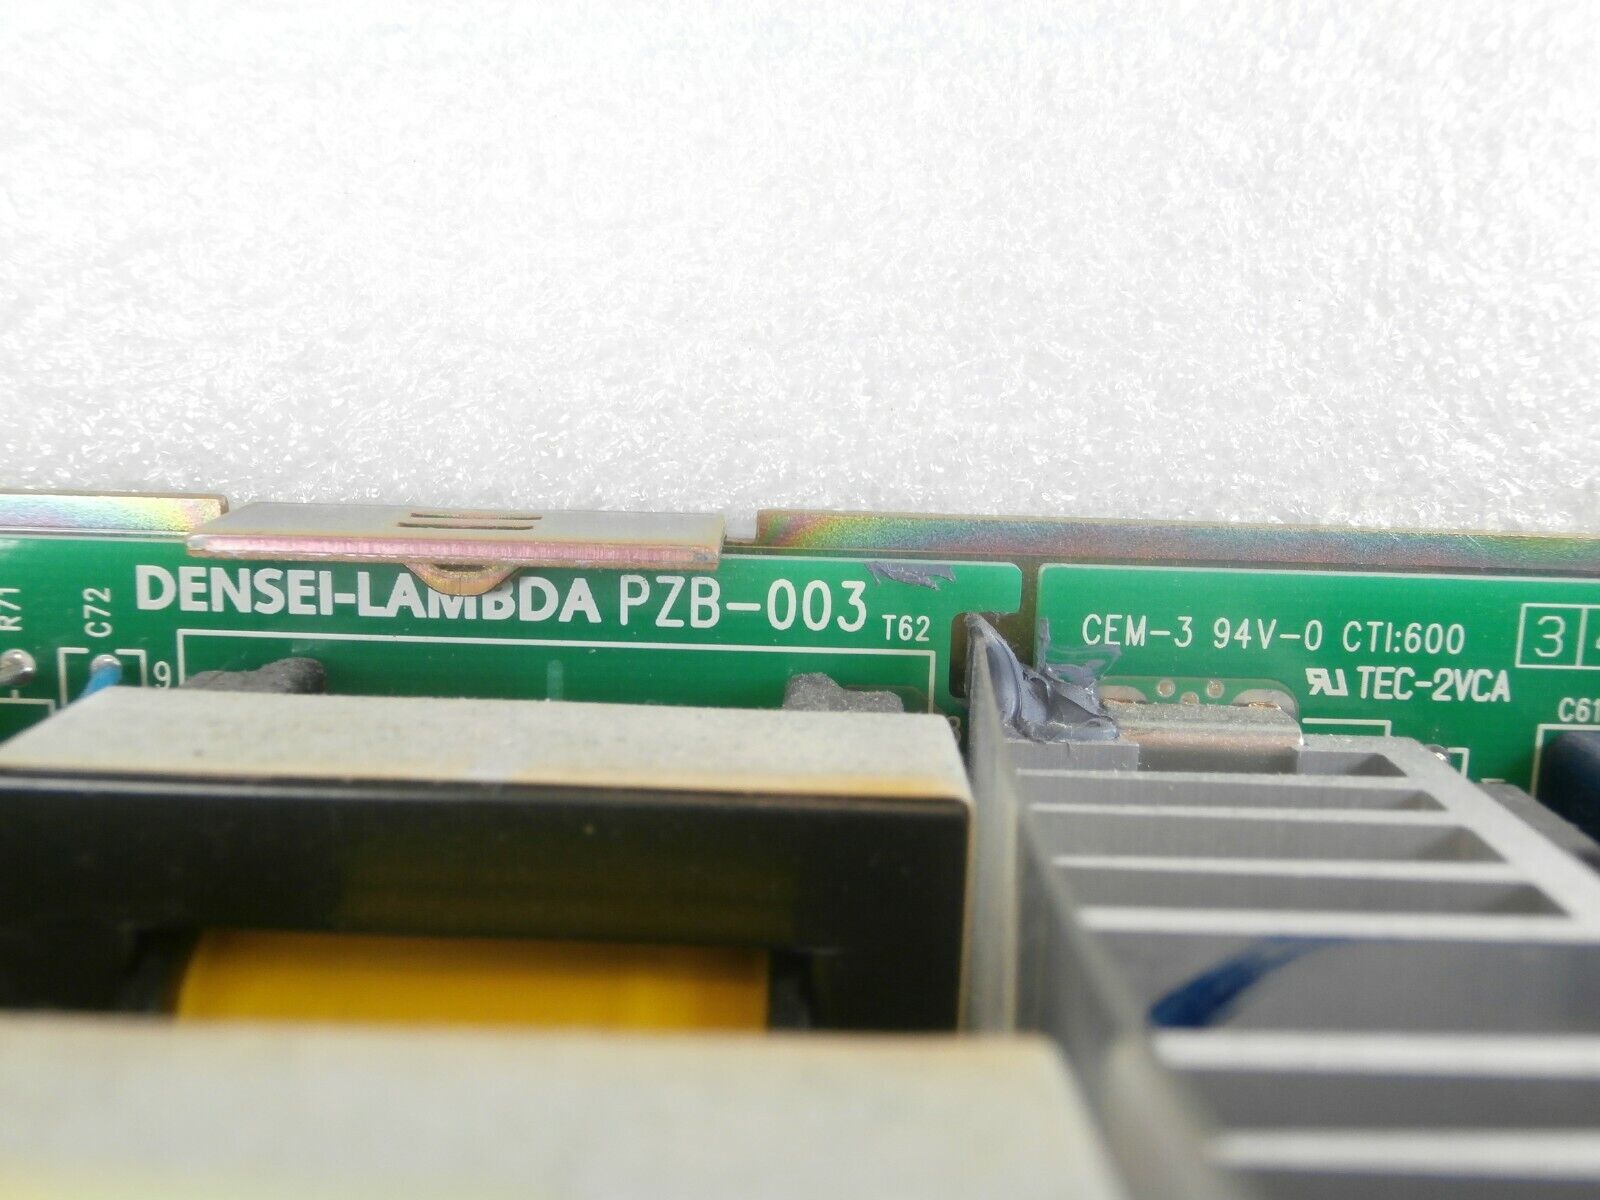 DENSEI-LAMBDA PZB-003 T62
CEM-3 94V-0 CTI:600
3
TEC-2VCA
R71
C72
9
C61